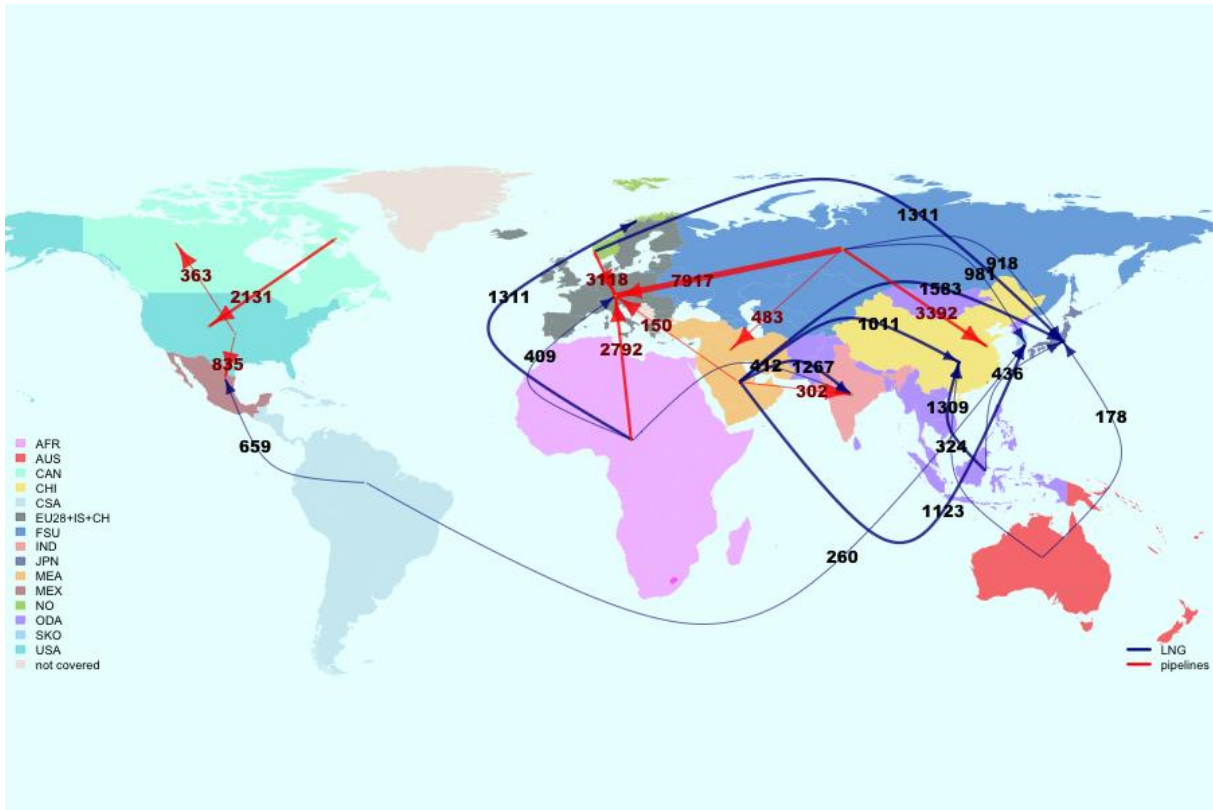 1311
918
981
1583
3392
1011
363
2131
3118
7917
1311
150
483
2792
409
835
412
1267
302
436
1309
324
178
659
1123
260
AFR
AUS
CAN
CHI
CSA
EU28+IS+CH
FSU
IND
JPN
MEA
MEX
NO
ODA
SKO
USA
not covered
LNG
pipelines